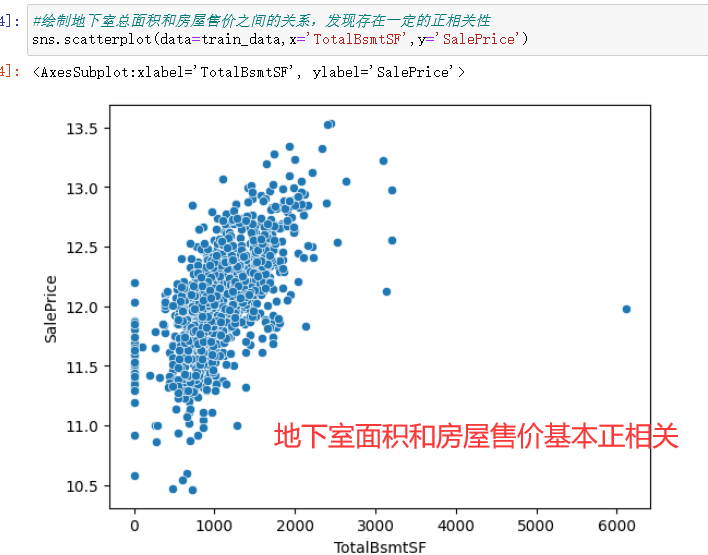 4]: #绘制地下室总面积和房屋售价之间的关系，发现存在一定的正相关性
sns.scatterplot(data=train_data,x='TotalBsmtSF',y='SalePrice')
4]: <AxesSubplot:xlabel='TotalBsmtSF', ylabel='SalePrice'>
13.5
13.0
12.5
12.0
11.5
11.0
10.5
SalePrice
地下室面积和房屋售价基本正相关
0 1000 2000 3000 4000 5000 6000
TotalBsmtSF